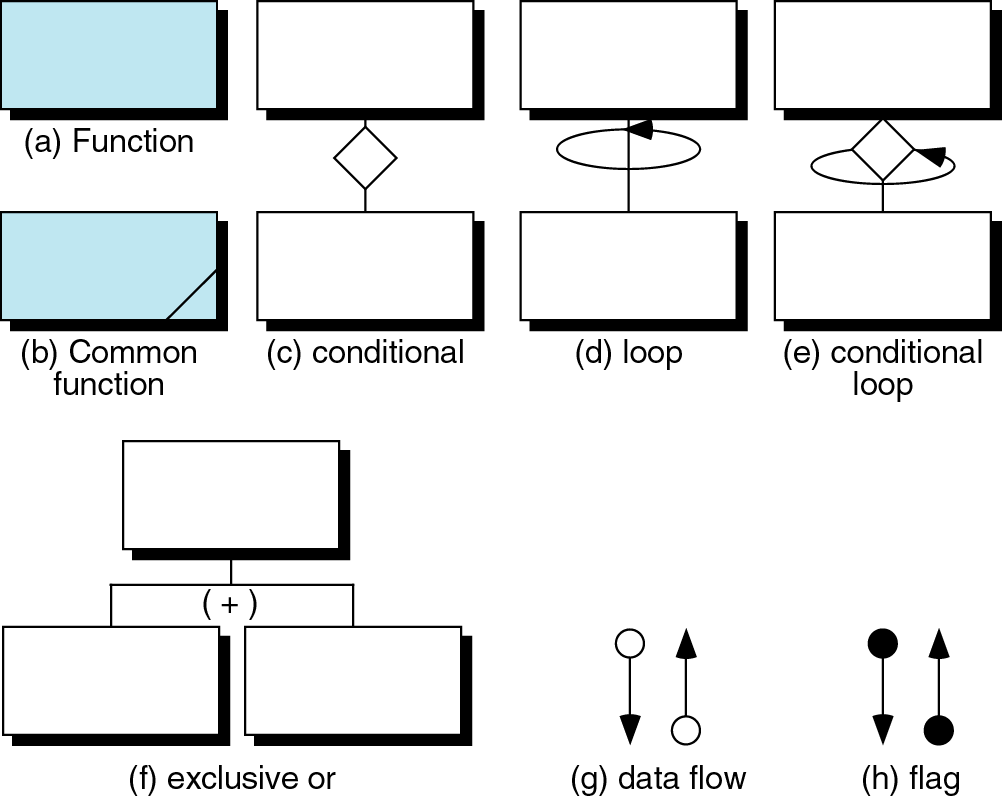 (a) Function
(b) Common
function
(c) conditional
(d) loop
(e) conditional
loop
( + )
(f) exclusive or
(g) data flow
(h) flag